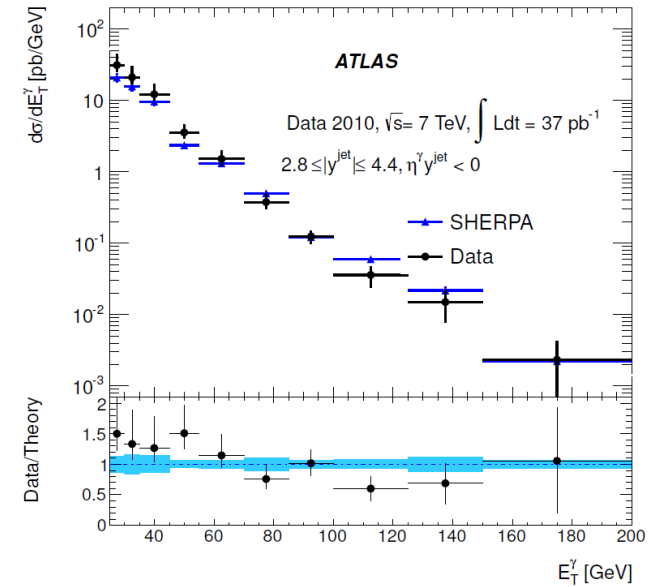 dσ/dE_T^γ [pb/GeV]
10²
10
1
10⁻¹
10⁻²
10⁻³
ATLAS
Data 2010, √s= 7 TeV, ∫ Ldt = 37 pb⁻¹
2.8 ≤|y^jet|≤ 4.4, η^γ y^jet < 0
SHERPA
Data
Data/Theory
2
1.5
1
0.5
0
40 60 80 100 120 140 160 180 200
E_T^γ [GeV]